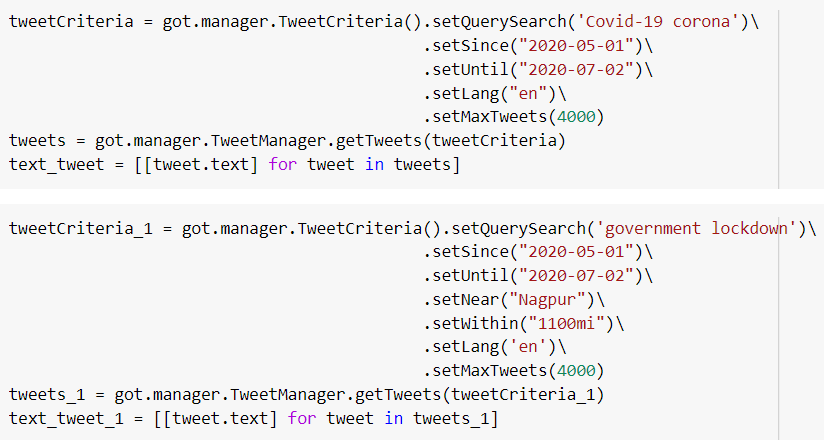 tweetCriteria = got.manager.TweetCriteria().setQuerySearch('Covid-19 corona')\
.setSince("2020-05-01")\
.setUntil("2020-07-02")\
.setLang("en")\
.setMaxTweets(4000)
tweets = got.manager.TweetManager.getTweets(tweetCriteria)
text_tweet = [[tweet.text] for tweet in tweets]
tweetCriteria_1 = got.manager.TweetCriteria().setQuerySearch('government lockdown')\
.setSince("2020-05-01")\
.setUntil("2020-07-02")\
.setNear("Nagpur")\
.setWithin("1100mi")\
.setLang('en')\
.setMaxTweets(4000)
tweets_1 = got.manager.TweetManager.getTweets(tweetCriteria_1)
text_tweet_1 = [[tweet.text] for tweet in tweets_1]